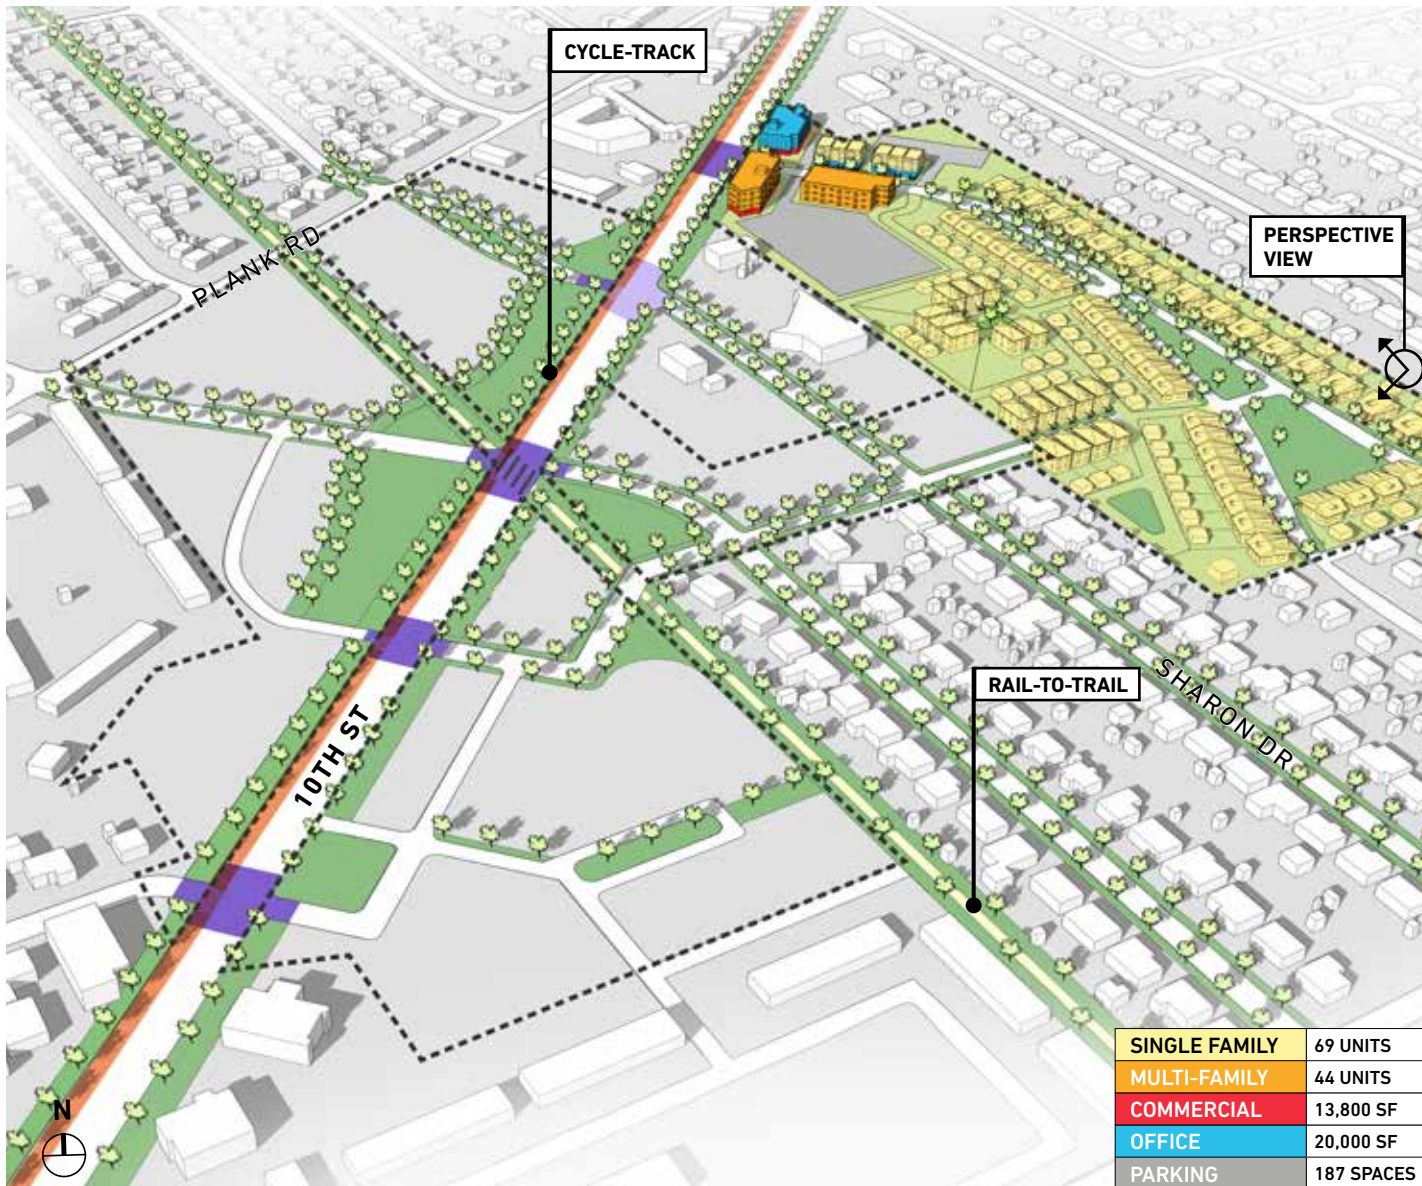 CYCLE-TRACK
PLANK RD
PERSPECTIVE
VIEW
RAIL-TO-TRAIL
SHARON DR
10TH ST
N
SINGLE FAMILY 69 UNITS
MULTI-FAMILY 44 UNITS
COMMERCIAL 13,800 SF
OFFICE 20,000 SF
PARKING 187 SPACES